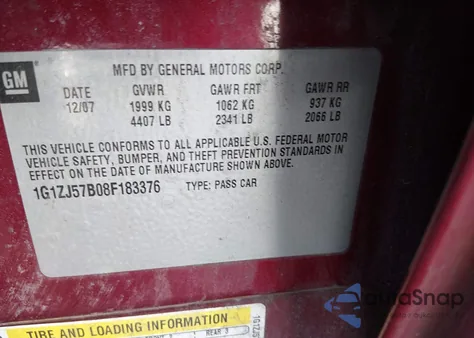 GM
MFD BY GENERAL MOTORS CORP.
DATE GVWR GAWR FRT GAWR RR
12/07 1999 KG 1062 KG 937 KG
4407 LB 2341 LB 2066 LB
THIS VEHICLE CONFORMS TO ALL APPLICABLE U.S. FEDERAL MOTOR
VEHICLE SAFETY, BUMPER, AND THEFT PREVENTION STANDARDS IN
EFFECT ON THE DATE OF MANUFACTURE SHOWN ABOVE.
1G1ZJ57B08F183376 TYPE: PASS CAR
TIRE AND LOADING INFORMATION
AutaSnap